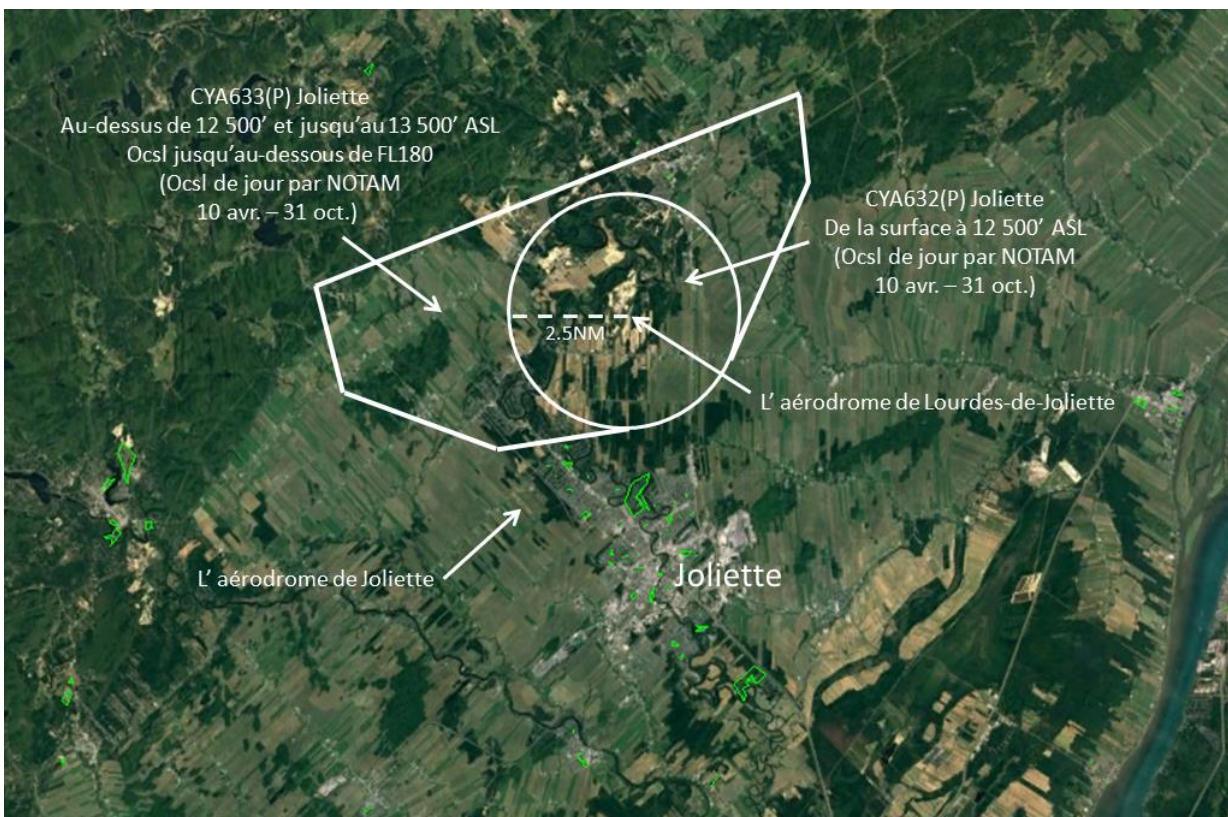 CYA633(P) Joliette
Au-dessus de 12 500’ et jusqu’au 13 500’ ASL
Ocsl jusqu’au-dessous de FL180
(Ocsl de jour par NOTAM
10 avr. – 31 oct.)
CYA632(P) Joliette
De la surface à 12 500’ ASL
(Ocsl de jour par NOTAM
10 avr. – 31 oct.)
2.5NM
L’ aérodrome de Lourdes-de-Joliette
L’ aérodrome de Joliette
Joliette